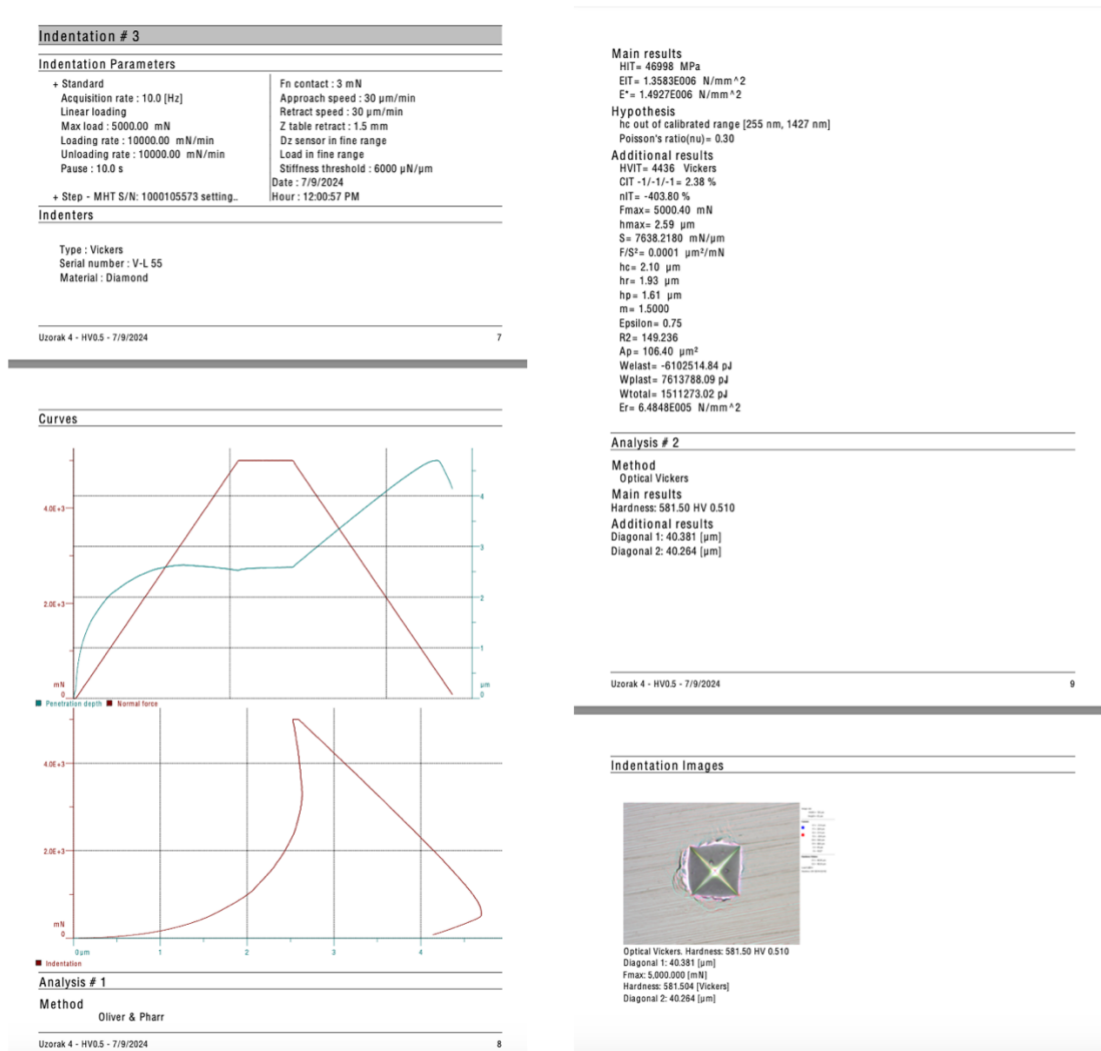 Indentation # 3
Indentation Parameters
+ Standard
Acquisition rate : 10.0 [Hz]
Linear loading
Max load : 5000.00 mN
Loading rate : 10000.00 mN/min
Unloading rate : 10000.00 mN/min
Pause : 10.0 s
+ Step - MHT S/N: 1000105573 setting..
Fn contact : 3 mN
Approach speed : 30 µm/min
Retract speed : 30 µm/min
Z table retract : 1.5 mm
Dz sensor in fine range
Load in fine range
Stiffness threshold : 6000 µN/µm
Date : 7/9/2024
Hour : 12:00:57 PM
Indenters
Type : Vickers
Serial number : V-L 55
Material : Diamond
Uzorak 4 - HV0.5 - 7/9/2024 7
Curves
4.0E+3
2.0E+3
mN
0
4
3
2
1
µm
0
Penetration depth Normal force
4.0E+3
2.0E+3
mN
0
0µm 1 2 3 4
Indentation
Analysis # 1
Method
Oliver & Pharr
Uzorak 4 - HV0.5 - 7/9/2024 8
Main results
HIT= 46998 MPa
EIT= 1.3583E006 N/mm^2
E*= 1.4927E006 N/mm^2
Hypothesis
hc out of calibrated range [255 nm, 1427 nm]
Poisson's ratio(nu)= 0.30
Additional results
HVIT= 4436 Vickers
CIT -1/-1/-1= 2.38 %
nIT= -403.80 %
Fmax= 5000.40 mN
hmax= 2.59 µm
S= 7638.2180 mN/µm
F/S²= 0.0001 µm²/mN
hc= 2.10 µm
hr= 1.93 µm
hp= 1.61 µm
m= 1.5000
Epsilon= 0.75
R2= 149.236
Ap= 106.40 µm²
Welast= -6102514.84 pJ
Wplast= 7613788.09 pJ
Wtotal= 1511273.02 pJ
Er= 6.4848E005 N/mm^2
Analysis # 2
Method
Optical Vickers
Main results
Hardness: 581.50 HV 0.510
Additional results
Diagonal 1: 40.381 [µm]
Diagonal 2: 40.264 [µm]
Uzorak 4 - HV0.5 - 7/9/2024 9
Indentation Images
Optical Vickers. Hardness: 581.50 HV 0.510
Diagonal 1: 40.381 [µm]
Fmax: 5,000.000 [mN]
Hardness: 581.504 [Vickers]
Diagonal 2: 40.264 [µm]